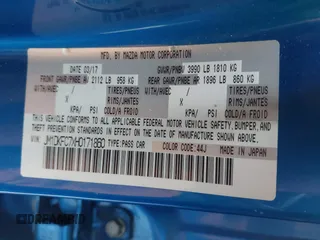 BY MAZDA MOTOR CORPORATION
DATE 03/17 GVWR/PNBV 3990 LB 1810 KG
FRONT GAWR/PNBE AV 2112 LB 958 KG REAR GAWR/PNBE AR 1896 LB 860 KG
X TIRES/PNEUS X TIRES/PNEUS
X RIMS/JANTES X RIMS/JANTES
KPA / PSI / COLD/A FROID KPA / PSI / COLD/A FROID
THIS VEHICLE CONFORMS TO ALL APPLICABLE FEDERAL MOTOR VEHICLE SAFETY, BUMPER, AND
THEFT PREVENTION STANDARDS IN EFFECT ON THE DATE OF MANUFACTURE SHOWN ABOVE.
TYPE: PASS CAR COLOR: 44J
MADE IN JAPAN